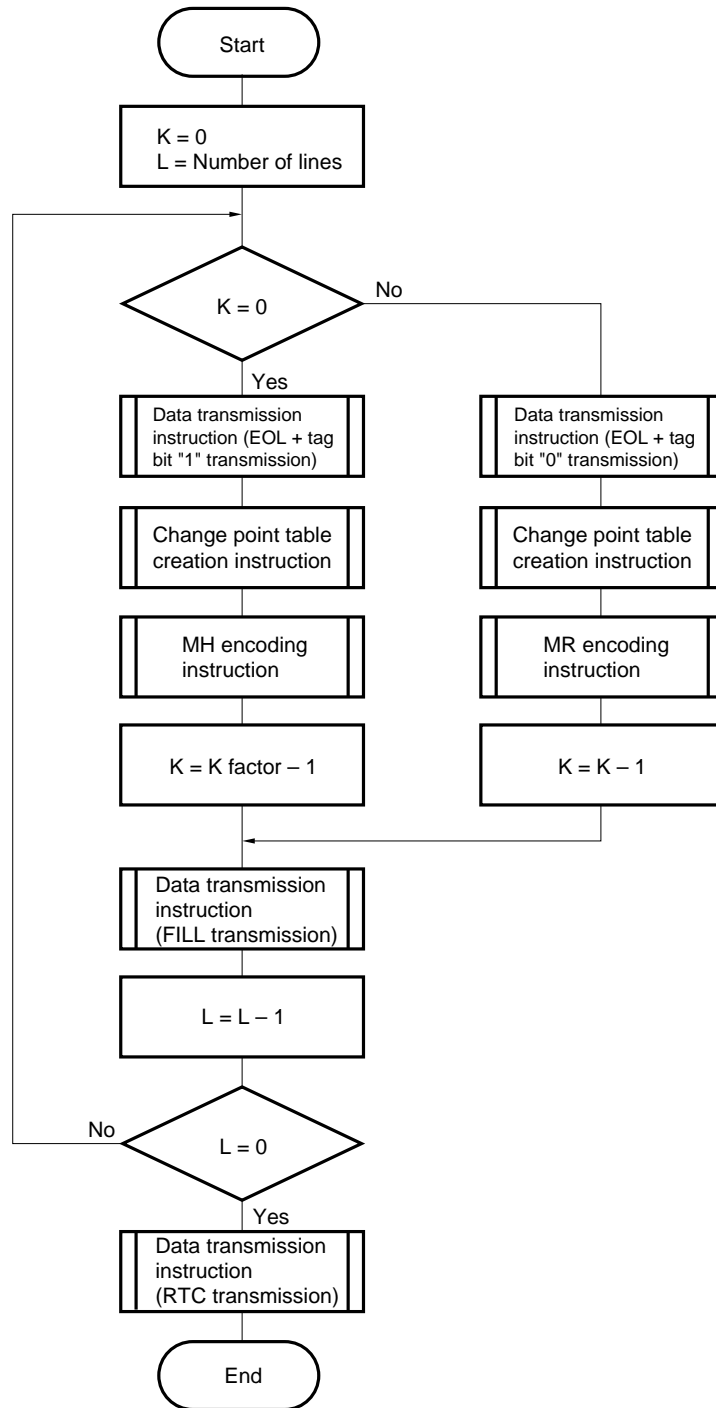 Start
K = 0
L = Number of lines
K = 0
No
Yes
Data transmission
instruction (EOL + tag
bit "1" transmission)
Change point table
creation instruction
MH encoding
instruction
K = K factor – 1
Data transmission
instruction (EOL + tag
bit "0" transmission)
Change point table
creation instruction
MR encoding
instruction
K = K – 1
Data transmission
instruction
(FILL transmission)
L = L – 1
No
L = 0
Yes
Data transmission
instruction
(RTC transmission)
End